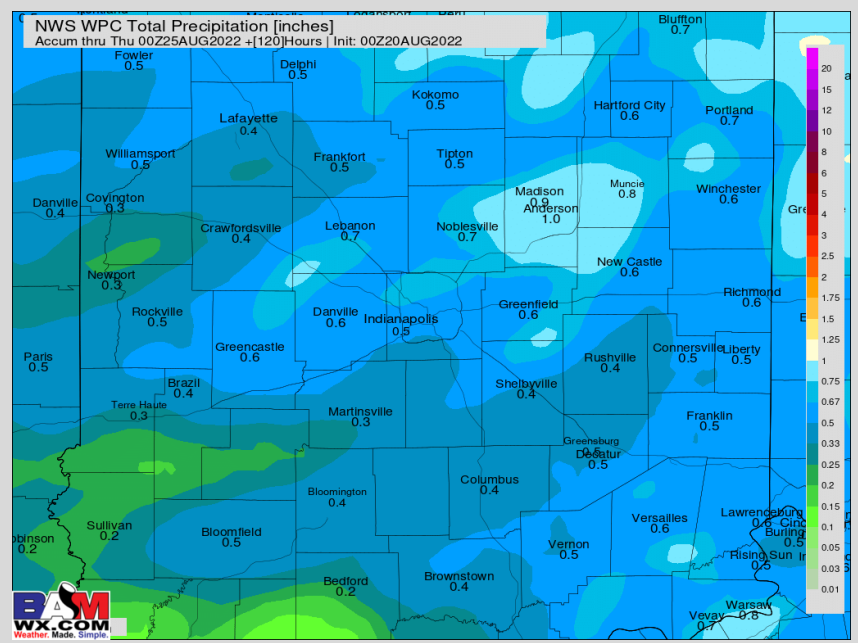 NWS WPC Total Precipitation [inches]
Accum thru Thu 00Z25AUG2022 +[120]Hours | Init: 00Z20AUG2022
Bluffton
0.7
Fowler
0.5
Delphi
0.5
Kokomo
0.5
Hartford City
0.6
Portland
0.7
Lafayette
0.4
Williamsport
0.5
Frankfort
0.5
Tipton
0.5
Muncie
0.8
Winchester
0.6
Madison
0.9
Anderson
1.0
Danville
0.4
Covington
0.3
Crawfordsville
0.4
Lebanon
0.7
Noblesville
0.7
New Castle
0.6
Newport
0.3
Richmond
0.6
Rockville
0.5
Danville
0.6
Indianapolis
0.5
Greenfield
0.6
Greencastle
0.6
Paris
0.5
Rushville
0.4
Connersville
0.5
Liberty
0.5
Brazil
0.4
Shelbyville
0.4
Terre Haute
0.3
Martinsville
0.3
Franklin
0.5
Greensburg
0.5
Decatur
0.5
Bloomington
0.4
Columbus
0.4
Lawrenceburg
0.6
Sullivan
0.2
Bloomfield
0.5
Versailles
0.6
0.2
Vernon
0.5
Rising Sun
0.5
Bedford
0.2
Brownstown
0.4
Warsaw
0.8
Vevay
0.7
20
15
12
10
8
6
5
4
3
2.5
2
1.75
1.5
1.25
1
0.75
0.67
0.5
0.33
0.25
0.2
0.15
0.1
0.05
0.03
0.01
BAM
WX.COM
Weather. Made. Simple.